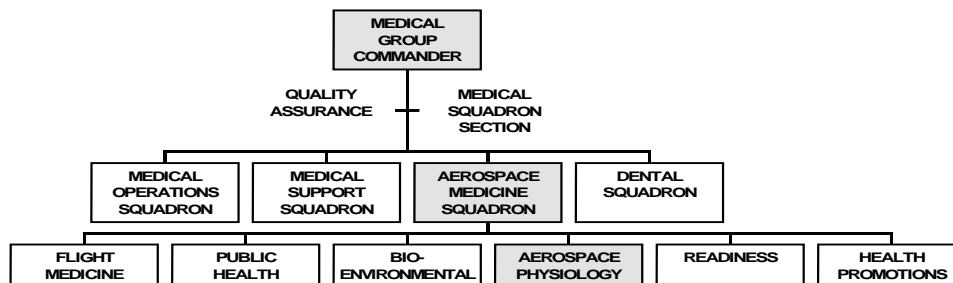 MEDICAL
GROUP
COMMANDER
QUALITY
ASSURANCE
MEDICAL
SQUADRON
SECTION
MEDICAL
OPERATIONS
SQUADRON
MEDICAL
SUPPORT
SQUADRON
AEROSPACE
MEDICINE
SQUADRON
DENTAL
SQUADRON
FLIGHT
MEDICINE
PUBLIC
HEALTH
BIO-
ENVIRONMENTAL
AEROSPACE
PHYSIOLOGY
READINESS
HEALTH
PROMOTIONS